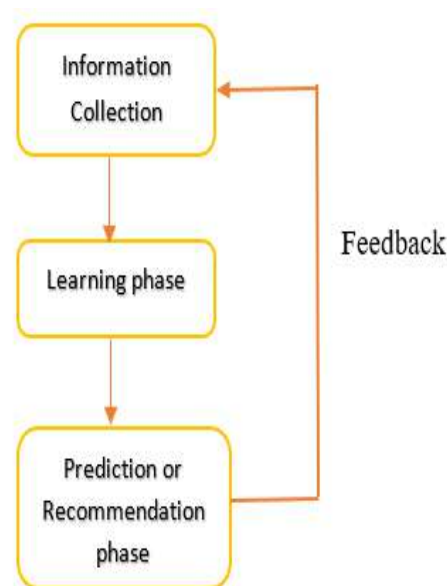 Information
Collection
Learning phase
Feedback
Prediction or
Recommendation
phase